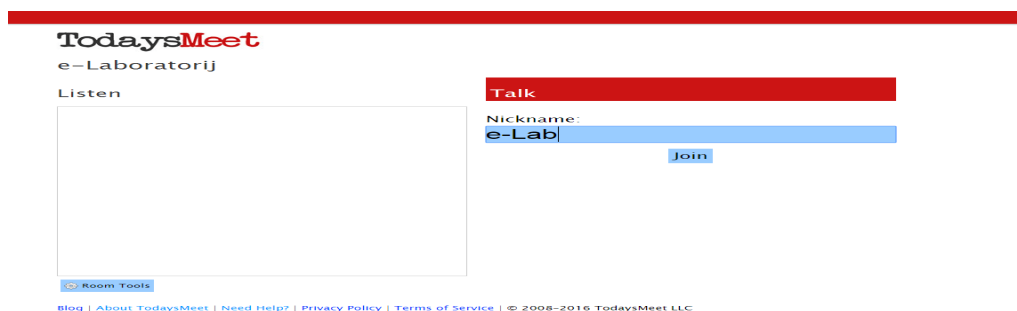 TodaysMeet
e-Laboratorij
Listen
Talk
Nickname:
e-Lab
Join
Room Tools
Blog | About TodaysMeet | Need Help? | Privacy Policy | Terms of Service | © 2008-2016 TodaysMeet LLC